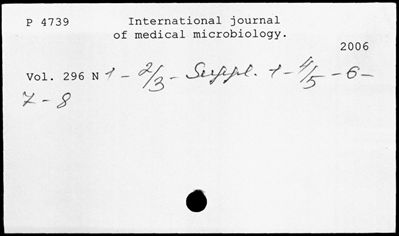 P 4739 International journal
of medical microbiology.
2006
Vol. 296 N 1 - 2/3 - Suppl. 1 - 4/5 - 6 -
7 - 8